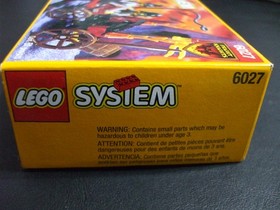 6027
LEGO SYSTEM
WARNING: Contains small parts which may be
hazardous to children under age 3.
ATTENTION: Contient de petites pièces pouvant être
dangereuses pour des enfants de moins de 3 ans.
ADVERTENCIA: Contiene partes pequeñas